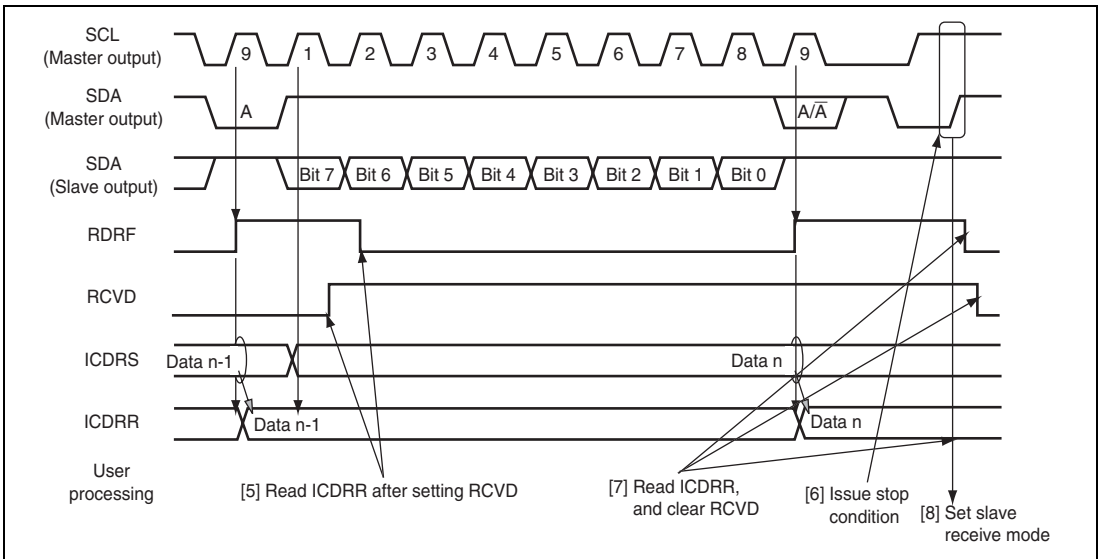 SCL
(Master output)
9 1 2 3 4 5 6 7 8 9
SDA
(Master output)
A A/A̅
SDA
(Slave output)
Bit 7 Bit 6 Bit 5 Bit 4 Bit 3 Bit 2 Bit 1 Bit 0
RDRF
RCVD
ICDRS
Data n-1 Data n
ICDRR
Data n-1 Data n
User
processing
[5] Read ICDRR after setting RCVD
[7] Read ICDRR,
and clear RCVD
[6] Issue stop
condition
[8] Set slave
receive mode